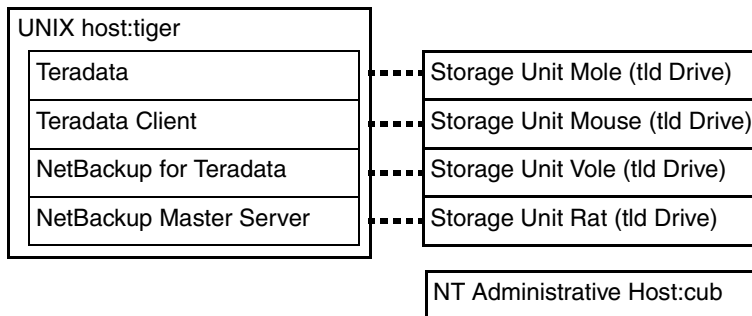 UNIX host:tiger
Teradata
Storage Unit Mole (tld Drive)
Teradata Client
Storage Unit Mouse (tld Drive)
NetBackup for Teradata
Storage Unit Vole (tld Drive)
NetBackup Master Server
Storage Unit Rat (tld Drive)
NT Administrative Host:cub